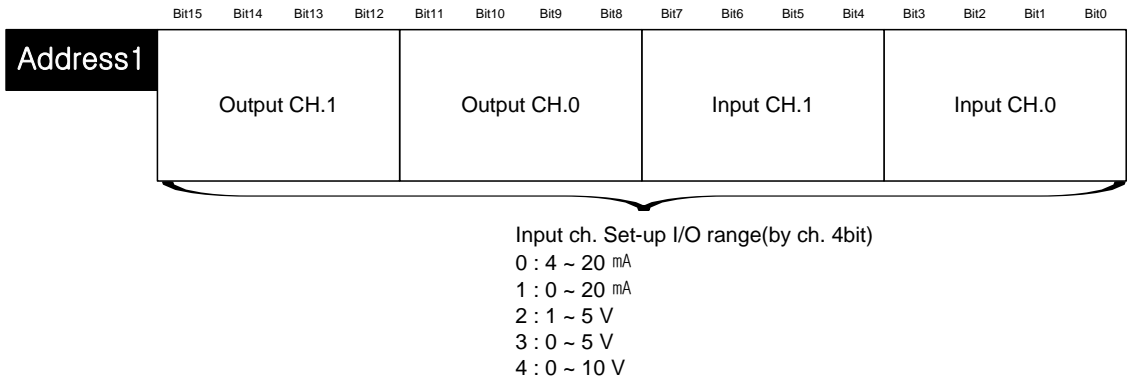 Bit15 Bit14 Bit13 Bit12 Bit11 Bit10 Bit9 Bit8 Bit7 Bit6 Bit5 Bit4 Bit3 Bit2 Bit1 Bit0
Address1
Output CH.1 Output CH.0 Input CH.1 Input CH.0
Input ch. Set-up I/O range(by ch. 4bit)
0 : 4 ~ 20 ㎃
1 : 0 ~ 20 ㎃
2 : 1 ~ 5 V
3 : 0 ~ 5 V
4 : 0 ~ 10 V